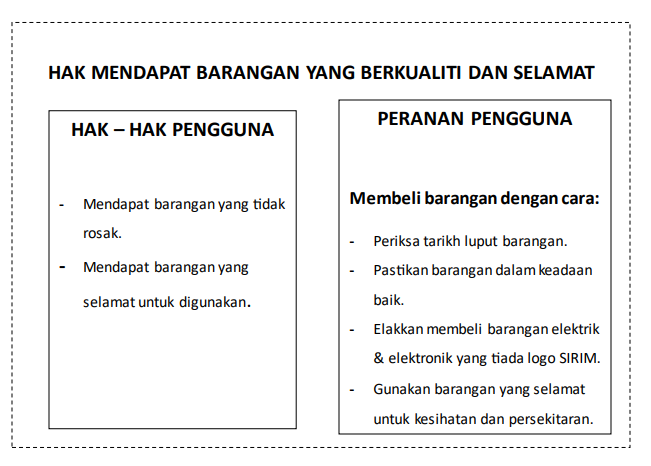 HAK MENDAPAT BARANGAN YANG BERKUALITI DAN SELAMAT
HAK – HAK PENGGUNA
- Mendapat barangan yang tidak
rosak.
- Mendapat barangan yang
selamat untuk digunakan.
PERANAN PENGGUNA
Membeli barangan dengan cara:
- Periksa tarikh luput barangan.
- Pastikan barangan dalam keadaan
baik.
- Elakkan membeli barangan elektrik
& elektronik yang tiada logo SIRIM.
- Gunakan barangan yang selamat
untuk kesihatan dan persekitaran.